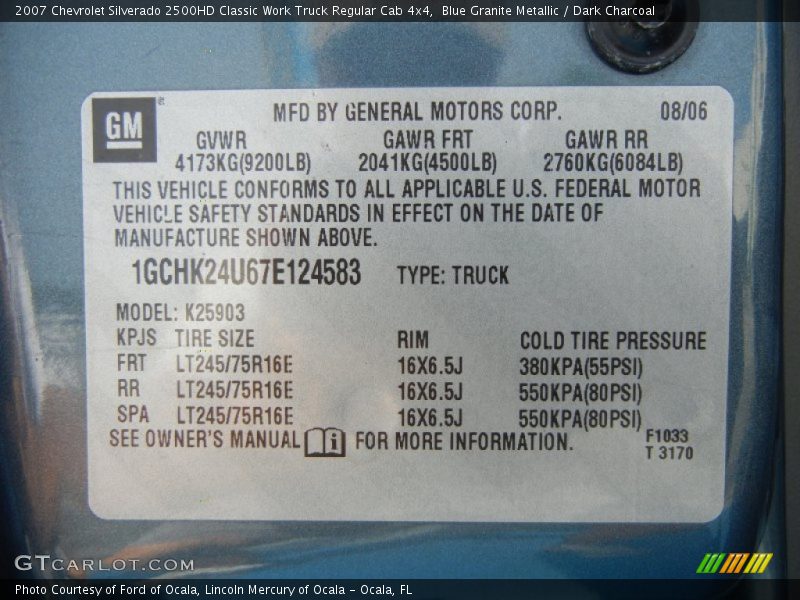 2007 Chevrolet Silverado 2500HD Classic Work Truck Regular Cab 4x4, Blue Granite Metallic / Dark Charcoal
GM
MFD BY GENERAL MOTORS CORP. 08/06
GVWR GAWR FRT GAWR RR
4173KG(9200LB) 2041KG(4500LB) 2760KG(6084LB)
THIS VEHICLE CONFORMS TO ALL APPLICABLE U.S. FEDERAL MOTOR
VEHICLE SAFETY STANDARDS IN EFFECT ON THE DATE OF
MANUFACTURE SHOWN ABOVE.
1GCHK24U67E124583 TYPE: TRUCK
MODEL: K25903
KPJS TIRE SIZE RIM COLD TIRE PRESSURE
FRT LT245/75R16E 16X6.5J 380KPA(55PSI)
RR LT245/75R16E 16X6.5J 550KPA(80PSI)
SPA LT245/75R16E 16X6.5J 550KPA(80PSI)
SEE OWNER'S MANUAL i FOR MORE INFORMATION.
F1033
T 3170
GTCARLOT.COM
Photo Courtesy of Ford of Ocala, Lincoln Mercury of Ocala – Ocala, FL